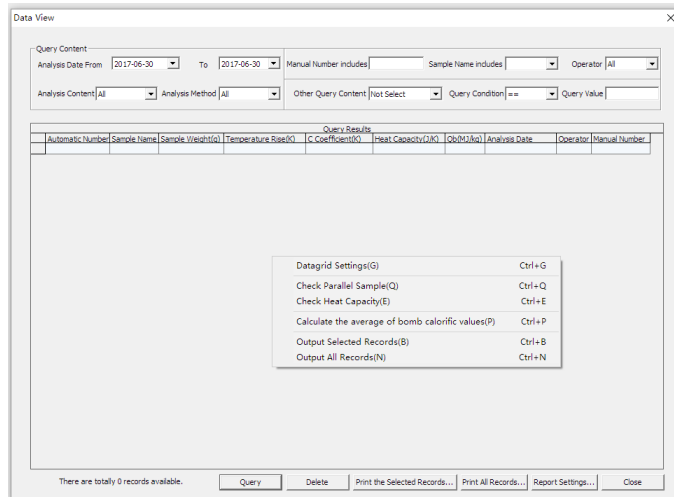 Data View
Query Content
Analysis Date From 2017-06-30 To 2017-06-30 Manual Number includes Sample Name includes Operator All
Analysis Content All Analysis Method All Other Query Content Not Select Query Condition == Query Value
Query Results
Automatic Number Sample Name Sample Weight(g) Temperature Rise(K) C Coefficient(K) Heat Capacity(J/K) Qb(MJ/kg) Analysis Date Operator Manual Number
Datagrid Settings(G) Ctrl+G
Check Parallel Sample(Q) Ctrl+Q
Check Heat Capacity(E) Ctrl+E
Calculate the average of bomb calorific values(P) Ctrl+P
Output Selected Records(B) Ctrl+B
Output All Records(N) Ctrl+N
There are totally 0 records available. Query Delete Print the Selected Records... Print All Records... Report Settings... Close